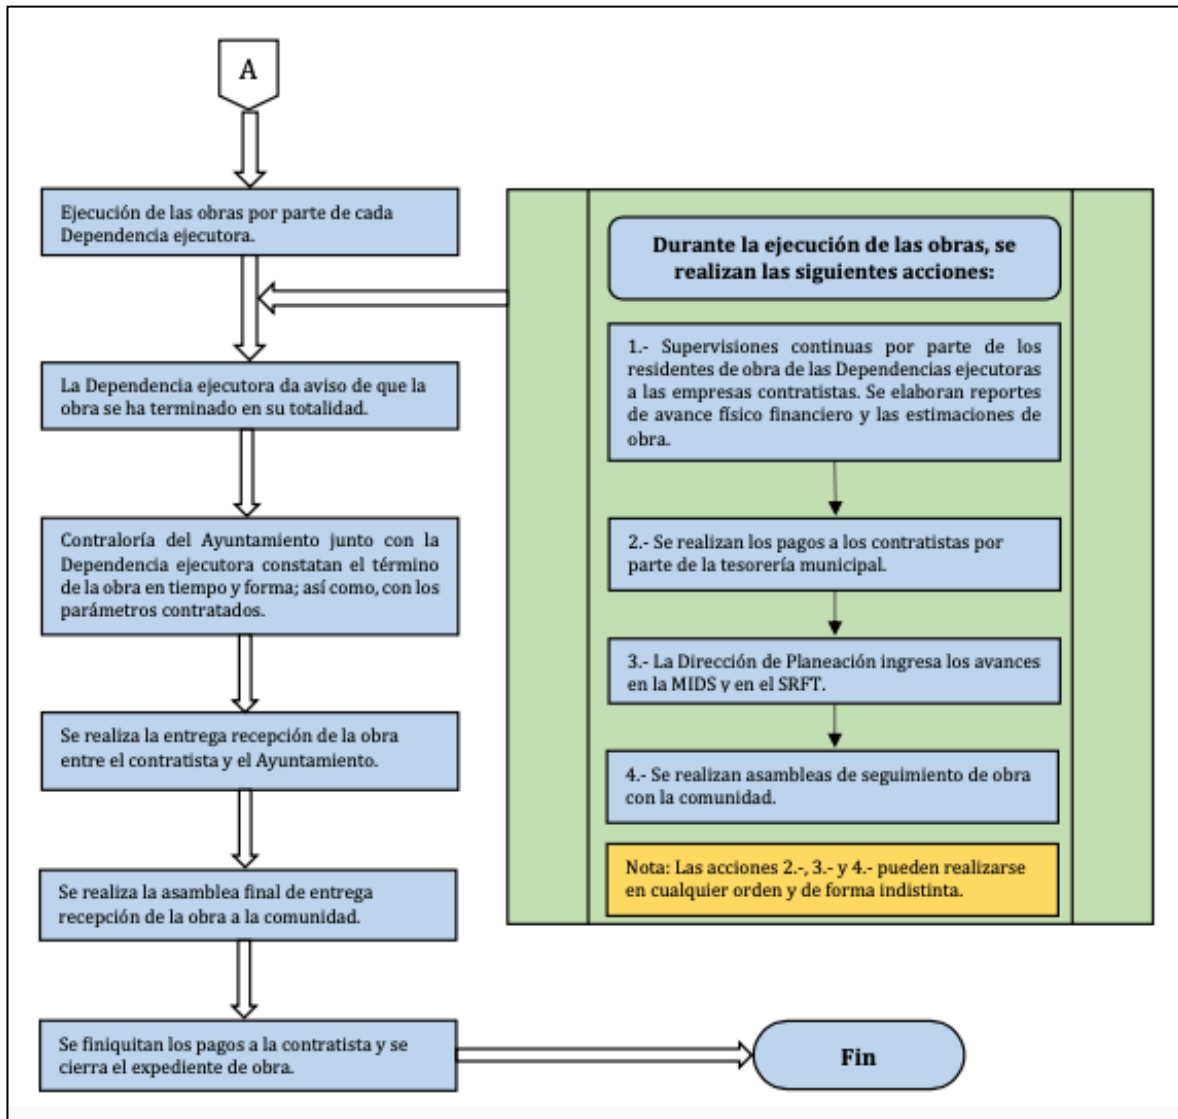 A
Ejecución de las obras por parte de cada
Dependencia ejecutora.
La Dependencia ejecutora da aviso de que la
obra se ha terminado en su totalidad.
Contraloría del Ayuntamiento junto con la
Dependencia ejecutora constatan el término
de la obra en tiempo y forma; así como, con los
parámetros contratados.
Se realiza la entrega recepción de la obra
entre el contratista y el Ayuntamiento.
Se realiza la asamblea final de entrega
recepción de la obra a la comunidad.
Se finiquitan los pagos a la contratista y se
cierra el expediente de obra.
Durante la ejecución de las obras, se
realizan las siguientes acciones:
1.- Supervisiones continuas por parte de los
residentes de obra de las Dependencias ejecutoras
a las empresas contratistas. Se elaboran reportes
de avance físico financiero y las estimaciones de
obra.
2.- Se realizan los pagos a los contratistas por
parte de la tesorería municipal.
3.- La Dirección de Planeación ingresa los avances
en la MIDS y en el SRFT.
4.- Se realizan asambleas de seguimiento de obra
con la comunidad.
Nota: Las acciones 2.-, 3.- y 4.- pueden realizarse
en cualquier orden y de forma indistinta.
Fin